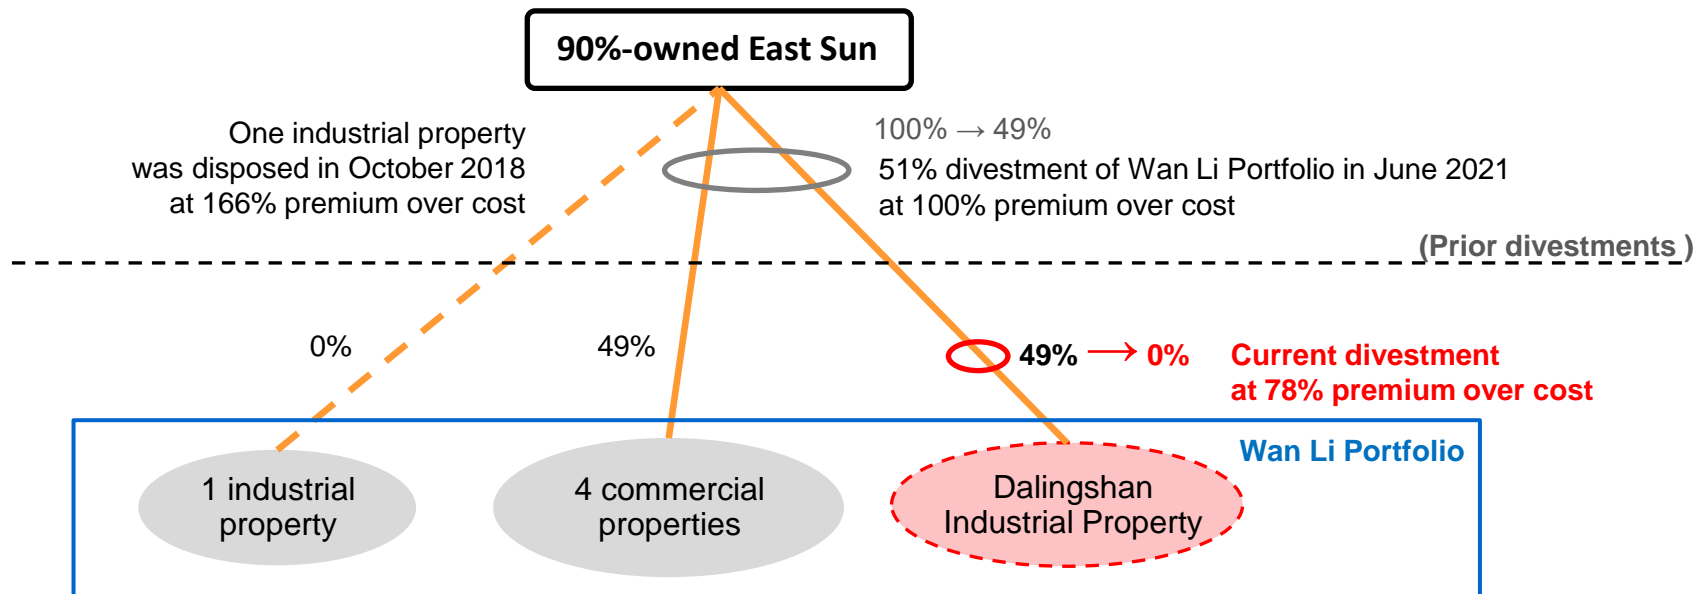 90%-owned East Sun
One industrial property
was disposed in October 2018
at 166% premium over cost
100% → 49%
51% divestment of Wan Li Portfolio in June 2021
at 100% premium over cost
(Prior divestments )
0%
49%
49% → 0%
Current divestment
at 78% premium over cost
Wan Li Portfolio
1 industrial
property
4 commercial
properties
Dalingshan
Industrial Property